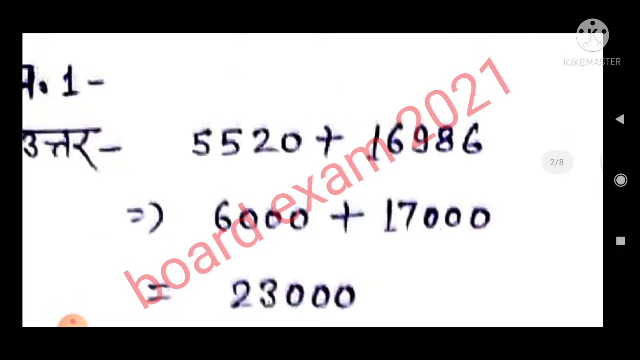 प्र. 1-
उत्तर- 5520 + 16986
=) 6000 + 17000
= 23000
board exam 2021
KINEMASTER
2/8